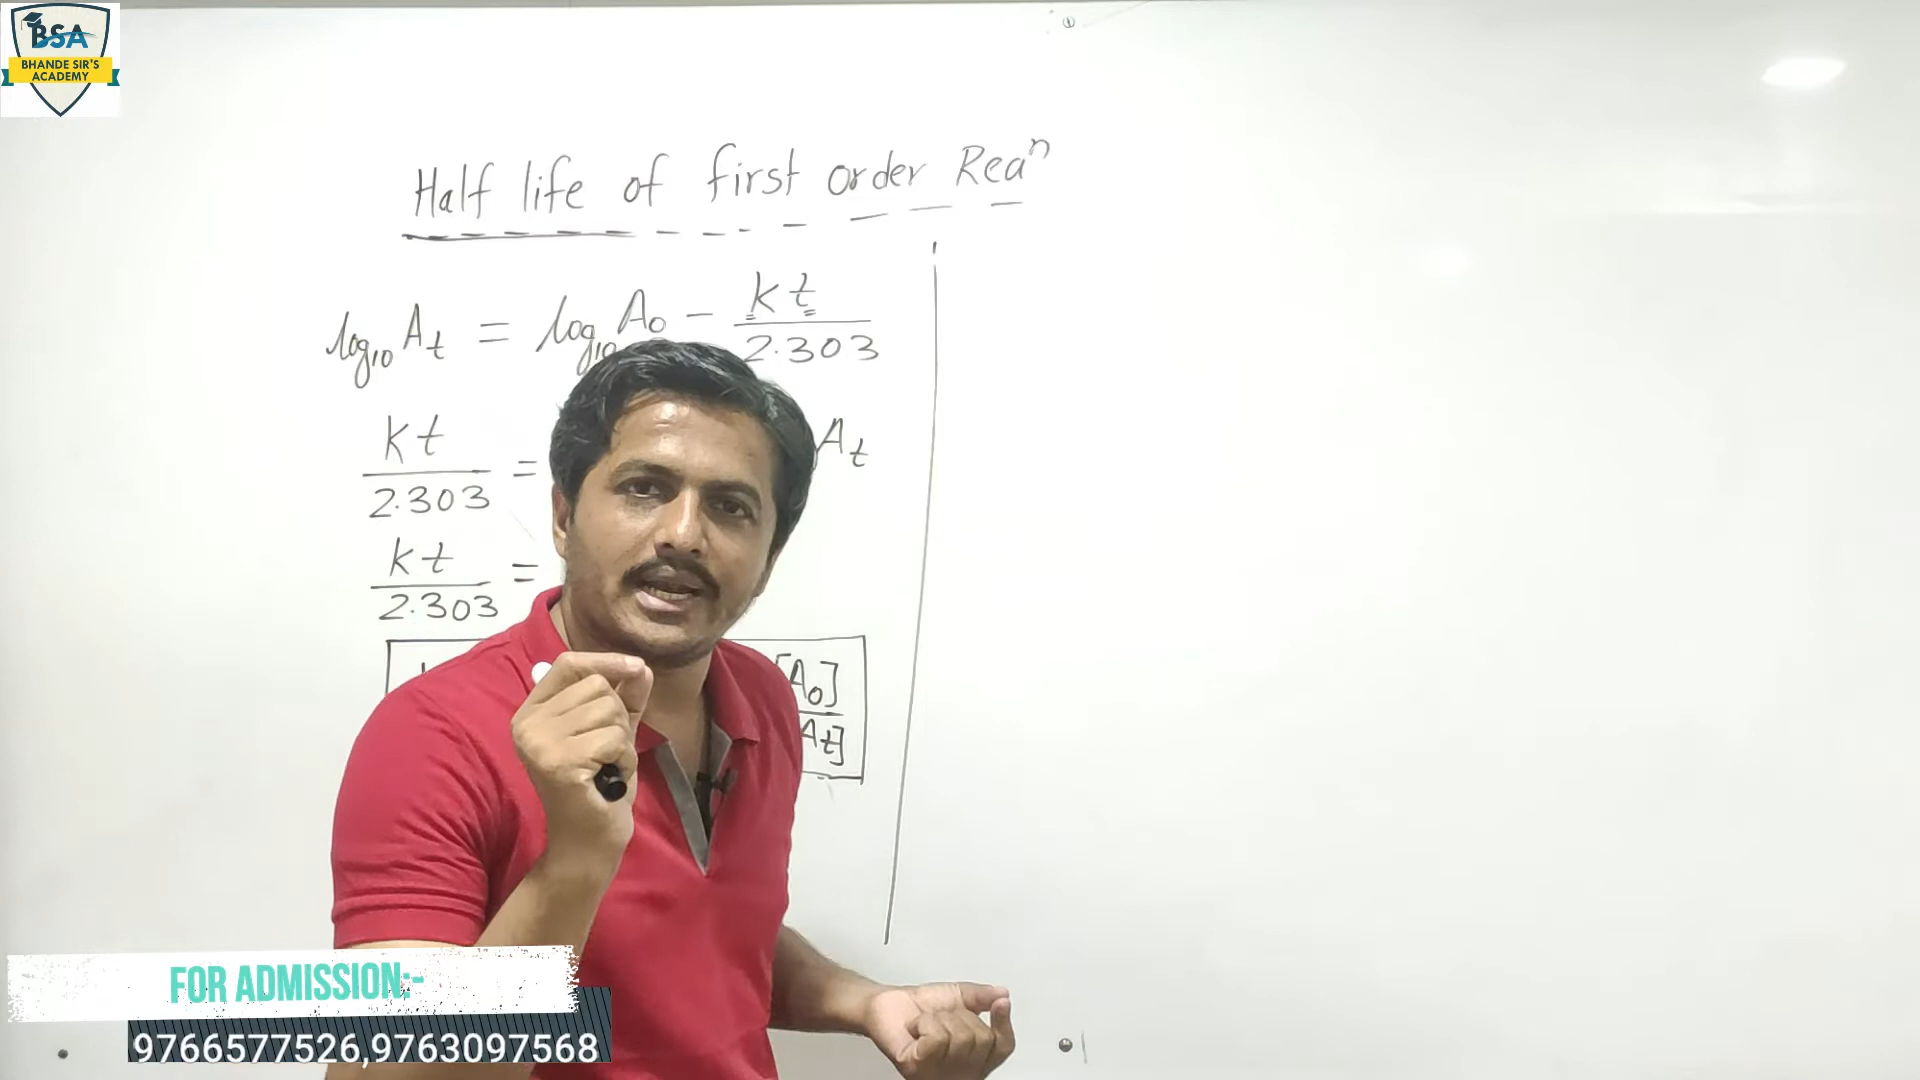 BSA
BHANDE SIR'S
ACADEMY
Half life of first order Reaⁿ
log₁₀ Aₜ = log₁₀ A₀ - kt/2.303
kt/2.303 = Aₜ
kt/2.303 =
[A₀]
Aₜ]
FOR ADMISSION:-
9766577526,9763097568